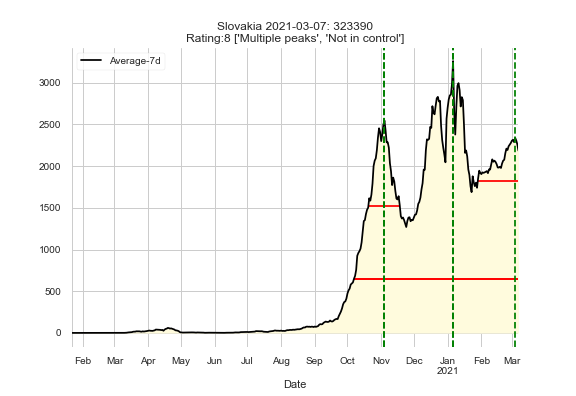 Slovakia 2021-03-07: 323390
Rating:8 ['Multiple peaks', 'Not in control']
Average-7d
3000
2500
2000
1500
1000
500
0
Feb Mar Apr May Jun Jul Aug Sep Oct Nov Dec Jan Feb Mar
2021
Date